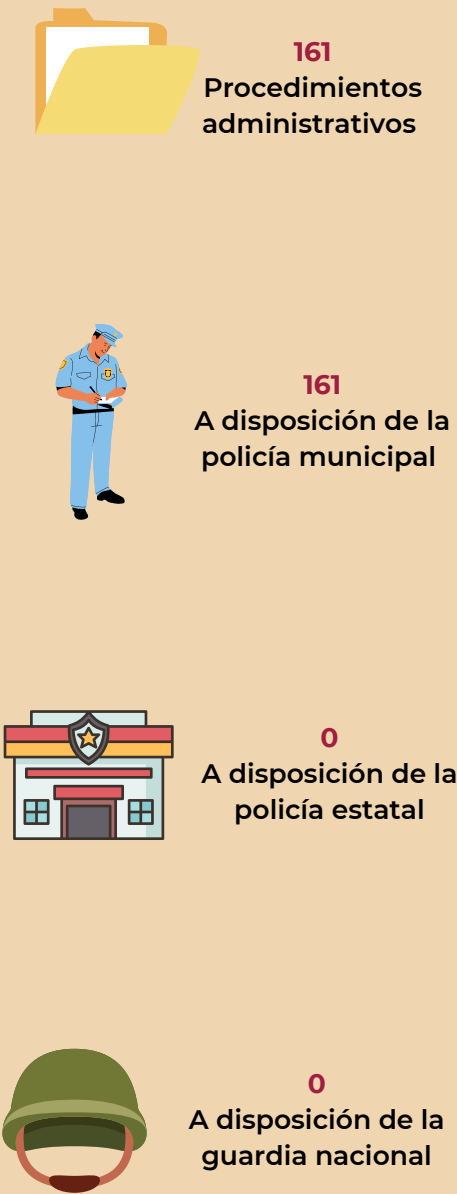 161
Procedimientos
administrativos
161
A disposición de la
policía municipal
0
A disposición de la
policía estatal
0
A disposición de la
guardia nacional